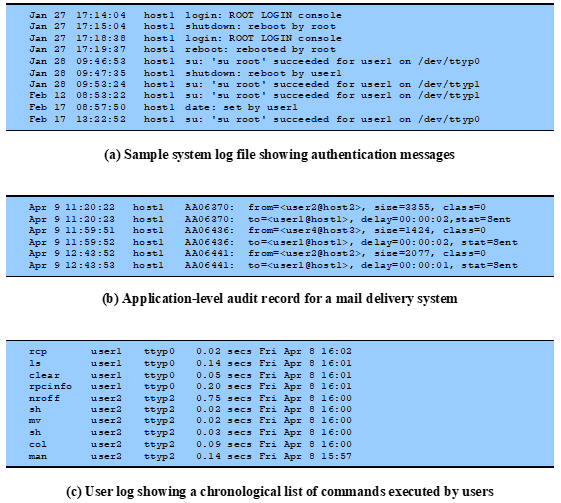 Jan 27 17:14:04 host1 login: ROOT LOGIN console
Jan 27 17:15:04 host1 shutdown: reboot by root
Jan 27 17:18:38 host1 login: ROOT LOGIN console
Jan 27 17:19:37 host1 reboot: rebooted by root
Jan 28 09:46:53 host1 su: 'su root' succeeded for user1 on /dev/ttyp0
Jan 28 09:47:35 host1 shutdown: reboot by user1
Jan 28 09:53:24 host1 su: 'su root' succeeded for user1 on /dev/ttyp1
Feb 12 08:53:22 host1 su: 'su root' succeeded for user1 on /dev/ttyp1
Feb 17 08:57:50 host1 date: set by user1
Feb 17 13:22:52 host1 su: 'su root' succeeded for user1 on /dev/ttyp0
(a) Sample system log file showing authentication messages
Apr 9 11:20:22 host1 AA06370: from=<user2@host2>, size=3355, class=0
Apr 9 11:20:23 host1 AA06370: to=<user1@host1>, delay=00:00:02,stat=Sent
Apr 9 11:59:51 host1 AA06436: from=<user4@host3>, size=1424, class=0
Apr 9 11:59:52 host1 AA06436: to=<user1@host1>, delay=00:00:02, stat=Sent
Apr 9 12:43:52 host1 AA06441: from=<user2@host2>, size=2077, class=0
Apr 9 12:43:53 host1 AA06441: to=<user1@host1>, delay=00:00:01, stat=Sent
(b) Application-level audit record for a mail delivery system
rcp user1 ttyp0 0.02 secs Fri Apr 8 16:02
ls user1 ttyp0 0.14 secs Fri Apr 8 16:01
clear user1 ttyp0 0.05 secs Fri Apr 8 16:01
rpcinfo user1 ttyp0 0.20 secs Fri Apr 8 16:01
nroff user2 ttyp2 0.75 secs Fri Apr 8 16:00
sh user2 ttyp2 0.02 secs Fri Apr 8 16:00
mv user2 ttyp2 0.02 secs Fri Apr 8 16:00
sh user2 ttyp2 0.03 secs Fri Apr 8 16:00
col user2 ttyp2 0.09 secs Fri Apr 8 16:00
man user2 ttyp2 0.14 secs Fri Apr 8 15:57
(c) User log showing a chronological list of commands executed by users